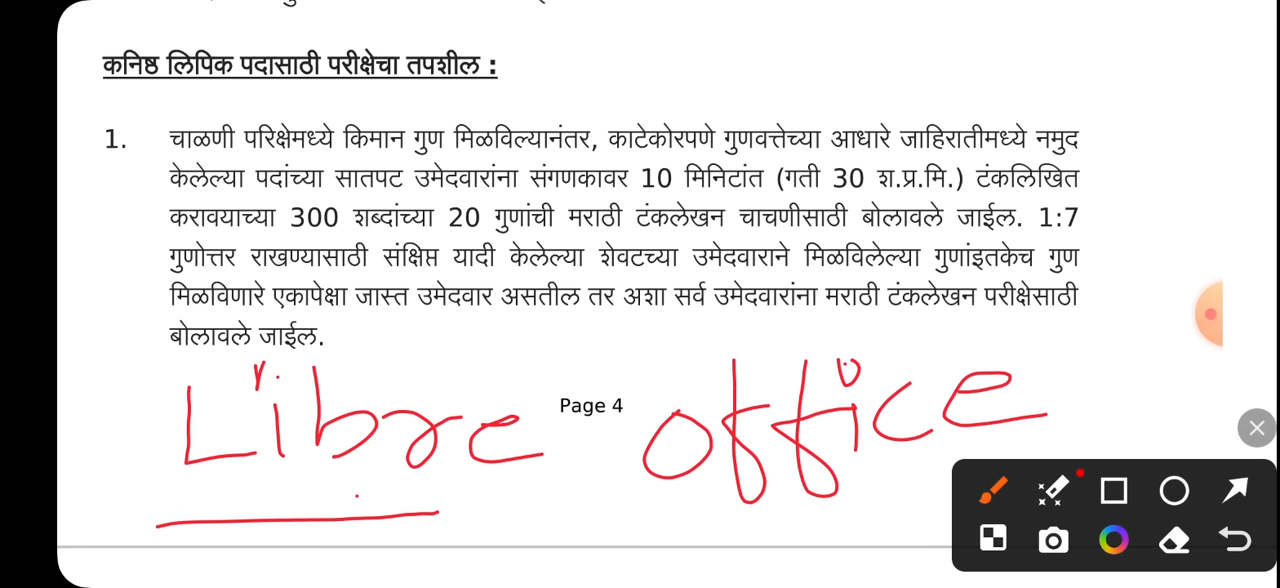 कनिष्ठ लिपिक पदासाठी परीक्षेचा तपशील :
1. चाळणी परिक्षेमध्ये किमान गुण मिळविल्यानंतर, काटेकोरपणे गुणवत्तेच्या आधारे जाहिरातीमध्ये नमुद
केलेल्या पदांच्या सातपट उमेदवारांना संगणकावर 10 मिनिटांत (गती 30 श.प्र.मि.) टंकलिखित
करावयाच्या 300 शब्दांच्या 20 गुणांची मराठी टंकलेखन चाचणीसाठी बोलावले जाईल. 1:7
गुणोत्तर राखण्यासाठी संक्षिप्त यादी केलेल्या शेवटच्या उमेदवाराने मिळविलेल्या गुणांइतकेच गुण
मिळविणारे एकापेक्षा जास्त उमेदवार असतील तर अशा सर्व उमेदवारांना मराठी टंकलेखन परीक्षेसाठी
बोलावले जाईल.
Libre office
Page 4